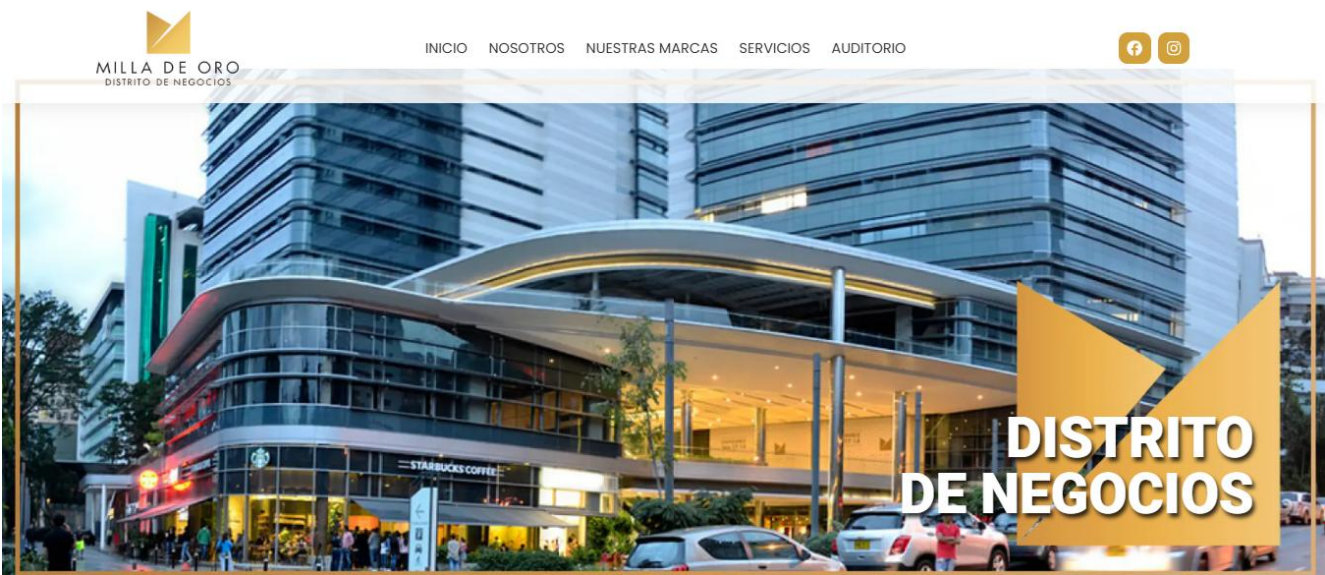 MILLA DE ORO
DISTRITO DE NEGOCIOS
INICIO NOSOTROS NUESTRAS MARCAS SERVICIOS AUDITORIO
STARBUCKS COFFEE
DISTRITO
DE NEGOCIOS